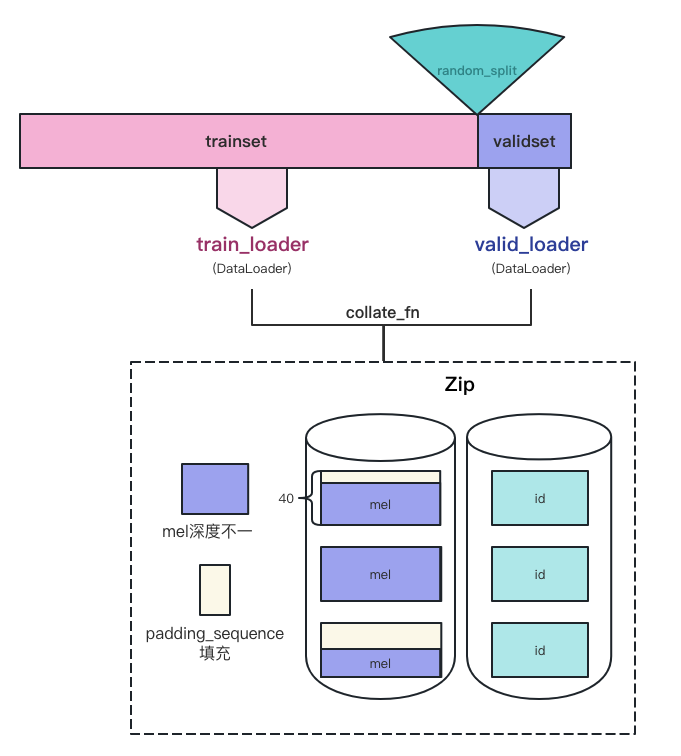 random_split
trainset
validset
train_loader
(DataLoader)
valid_loader
(DataLoader)
collate_fn
Zip
mel深度不一
padding_sequence
填充
40
mel
mel
mel
id
id
id